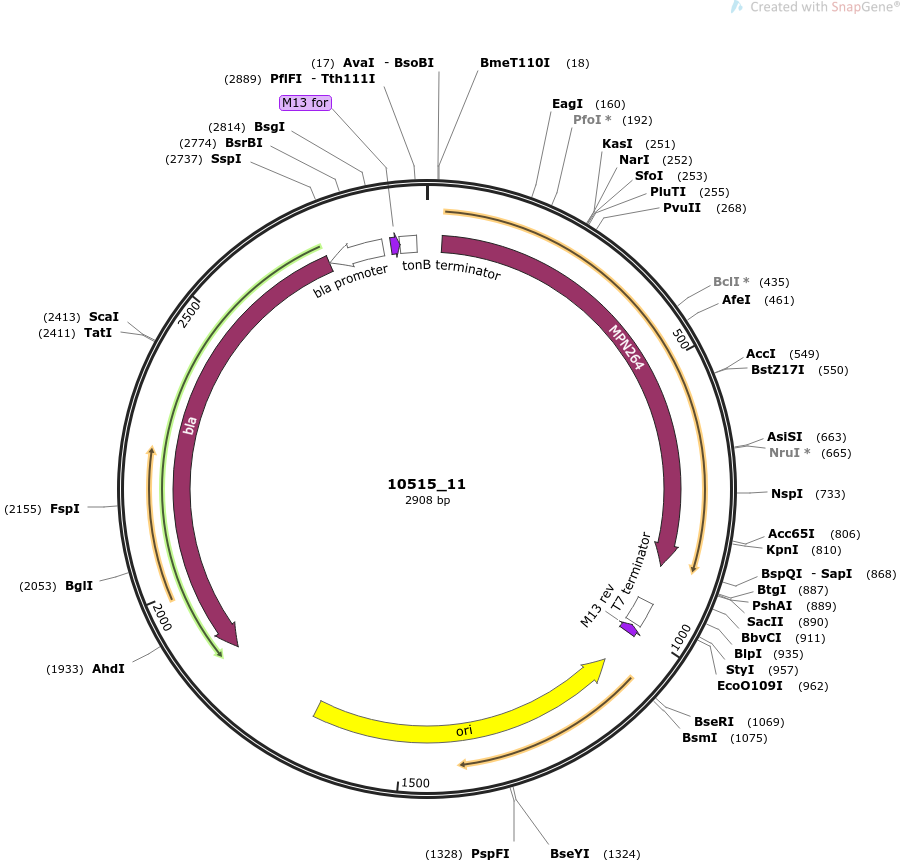 Created with SnapGene®
(17) AvaI - BsoBI
BmeT110I (18)
(2889) PflFI - Tth111I
M13 for
EagI (160)
PfoI * (192)
(2814) BsgI
(2774) BsrBI
(2737) SspI
KasI (251)
NarI (252)
SfoI (253)
PluTI (255)
PvuII (268)
bla promoter
tonB terminator
BclI * (435)
AfeI (461)
2500
500
(2413) ScaI
(2411) TatI
MPN264
AccI (549)
BstZ17I (550)
bla
AsiSI (663)
NruI * (665)
10515_11
2908 bp
NspI (733)
(2155) FspI
Acc65I (806)
KpnI (810)
T7 terminator
M13 rev
BspQI - SapI (868)
BtgI (887)
PshAI (889)
SacII (890)
BbvCI (911)
BlpI (935)
StyI (957)
EcoO109I (962)
(2053) BglI
2000
1000
(1933) AhdI
BseRI (1069)
BsmI (1075)
ori
1500
(1328) PspFI
BseYI (1324)